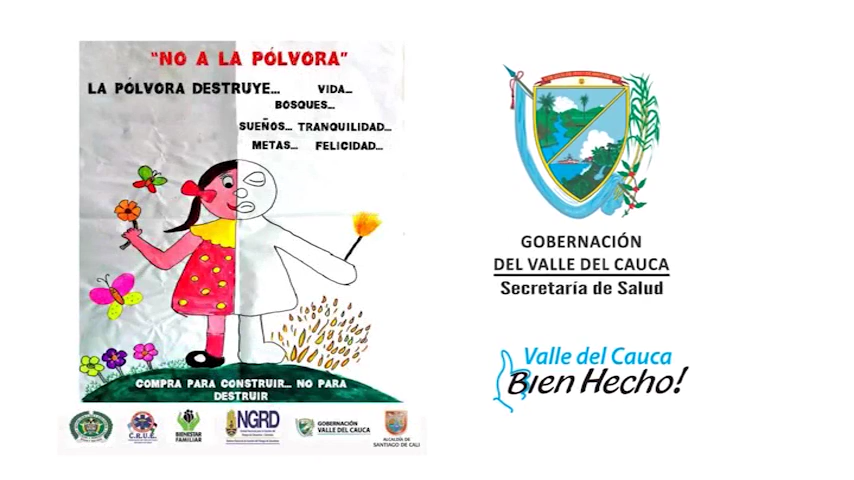 "NO A LA PÓLVORA"
LA PÓLVORA DESTRUYE... VIDA...
BOSQUES...
SUEÑOS... TRANQUILIDAD...
METAS... FELICIDAD...
COMPRA PARA CONSTRUIR... NO PARA
DESTRUIR
C.R.U.E.
BIENESTAR
FAMILIAR
NGRD
GOBERNACIÓN
VALLE DEL CAUCA
ALCALDÍA DE
SANTIAGO DE CALI
GOBERNACIÓN
DEL VALLE DEL CAUCA
Secretaría de Salud
Valle del Cauca
Bien Hecho!